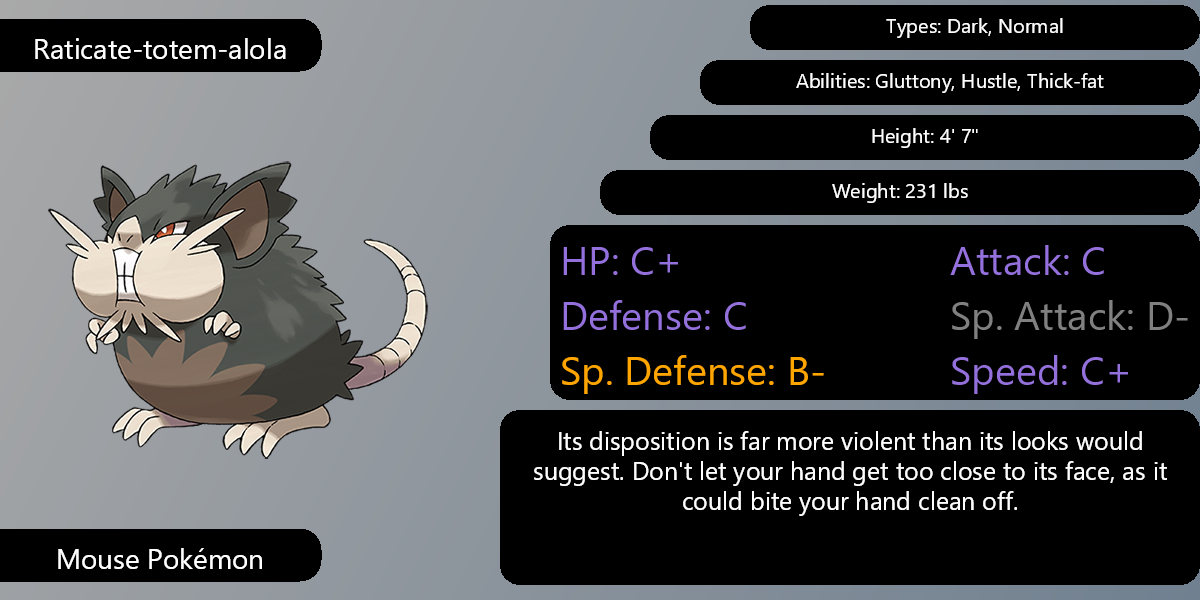 Raticate-totem-alola
Types: Dark, Normal
Abilities: Gluttony, Hustle, Thick-fat
Height: 4' 7"
Weight: 231 lbs
HP: C+
Attack: C
Defense: C
Sp. Attack: D-
Sp. Defense: B-
Speed: C+
Its disposition is far more violent than its looks would
suggest. Don't let your hand get too close to its face, as it
could bite your hand clean off.
Mouse Pokémon